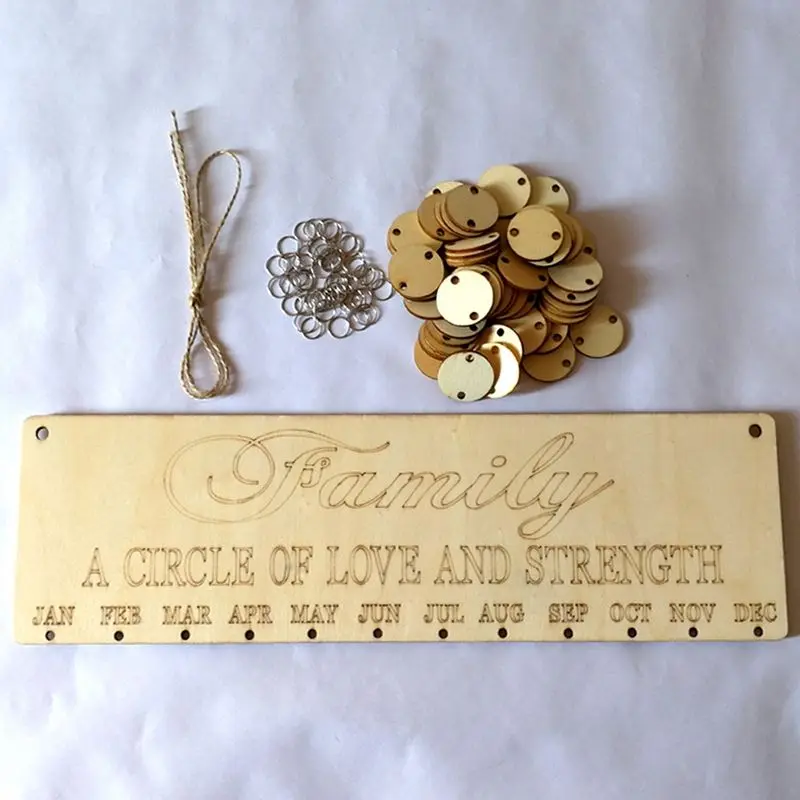 Family
A CIRCLE OF LOVE AND STRENGTH
JAN FEB MAR APR MAY JUN JUL AUG SEP OCT NOV DEC